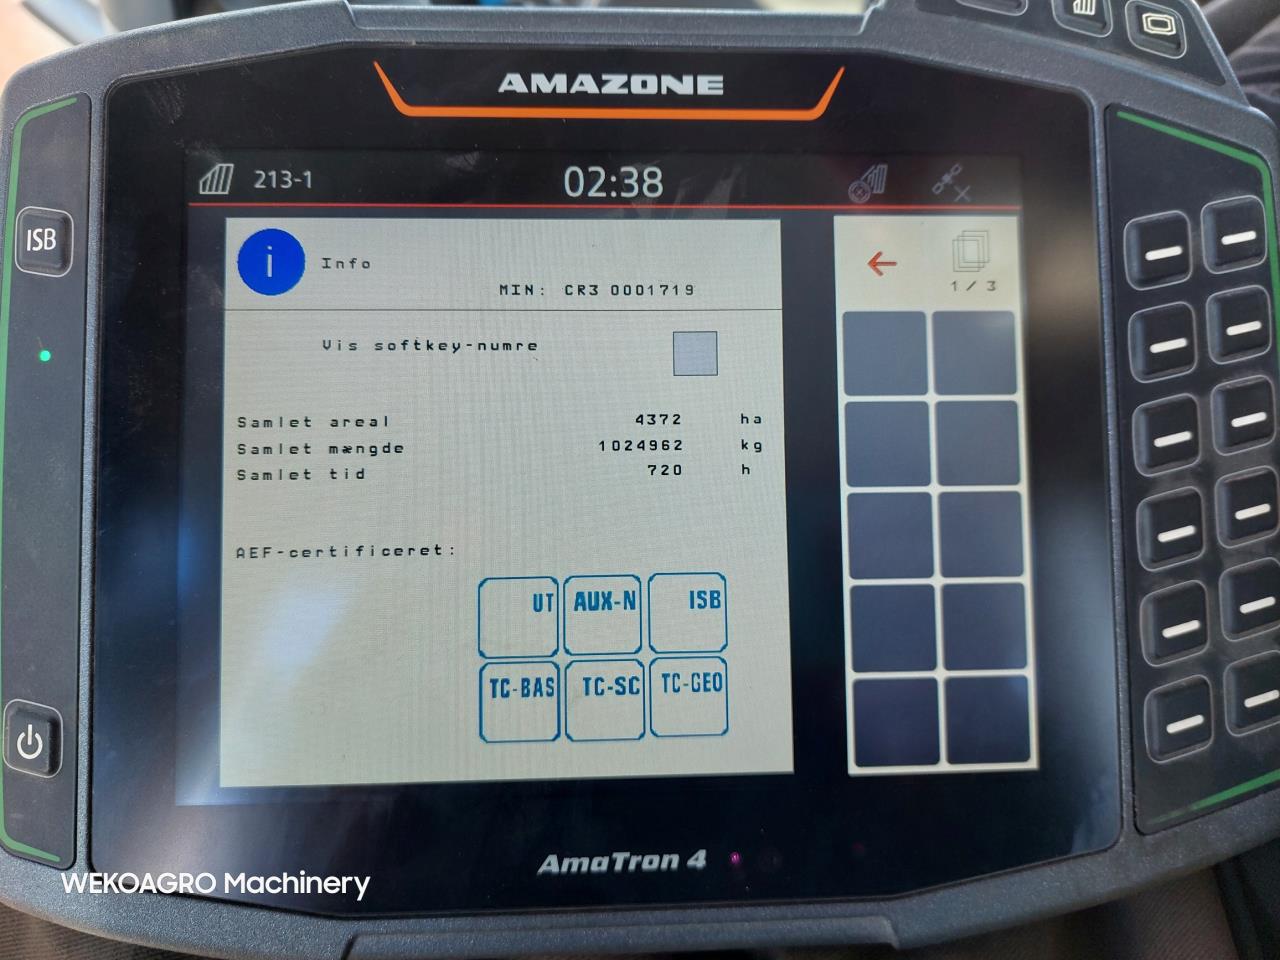 AMAZONE
213-1
02:38
ISB
i Info
MIN: CR3 0001719
1 / 3
Vis softkey-numre
Samlet areal 4372 ha
Samlet mængde 1024962 kg
Samlet tid 720 h
AEF-certificeret:
UT AUX-N ISB
TC-BAS TC-SC TC-GEO
AmaTron 4
WEKOAGRO Machinery